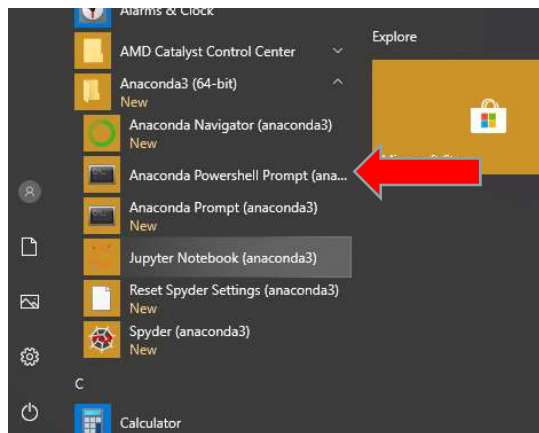 Alarms & Clock
AMD Catalyst Control Center
Explore
Anaconda3 (64-bit)
New
Anaconda Navigator (anaconda3)
New
Anaconda Powershell Prompt (ana...
Anaconda Prompt (anaconda3)
New
Jupyter Notebook (anaconda3)
Reset Spyder Settings (anaconda3)
New
Spyder (anaconda3)
New
C
Calculator